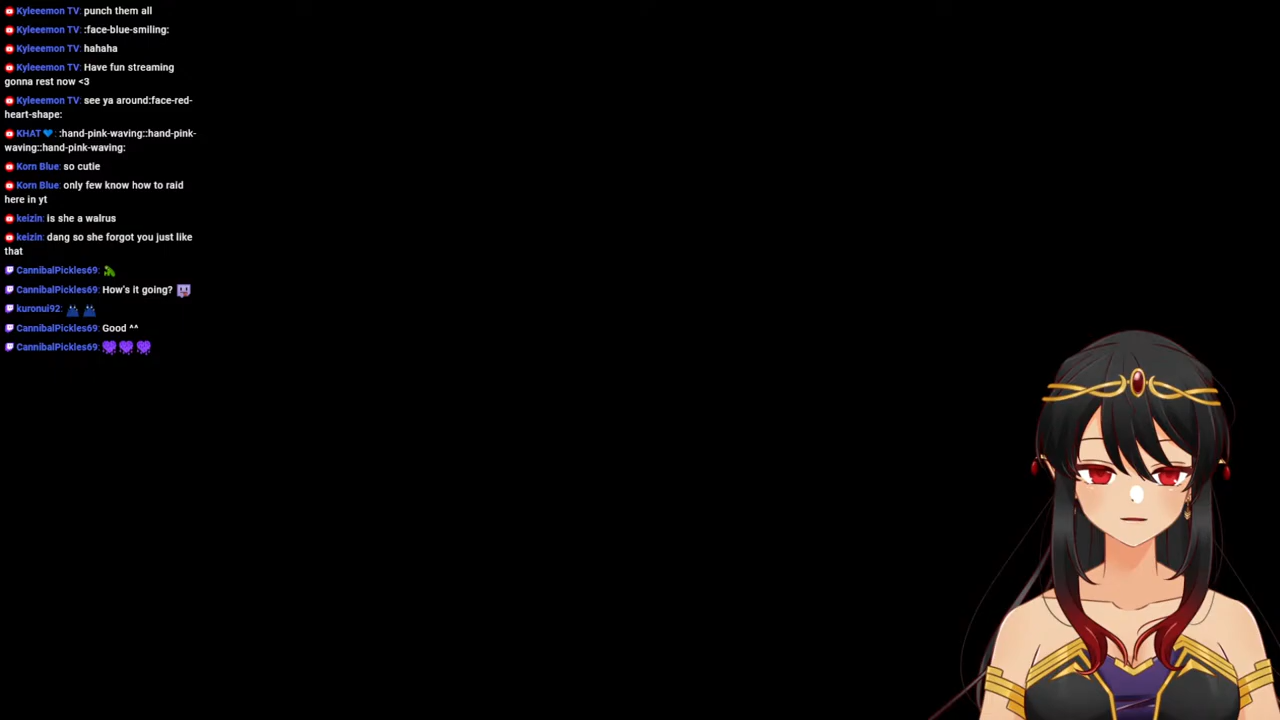 Kyleeemon TV: punch them all
Kyleeemon TV: :face-blue-smiling:
Kyleeemon TV: hahaha
Kyleeemon TV: Have fun streaming
gonna rest now <3
Kyleeemon TV: see ya around:face-red-
heart-shape:
KHAT💙: :hand-pink-waving::hand-pink-
waving::hand-pink-waving:
Korn Blue: so cutie
Korn Blue: only few know how to raid
here in yt
keizin: is she a walrus
keizin: dang so she forgot you just like
that
CannibalPickles69:
CannibalPickles69: How's it going?
kuronui92:
CannibalPickles69: Good ^^
CannibalPickles69: 💜💜💜